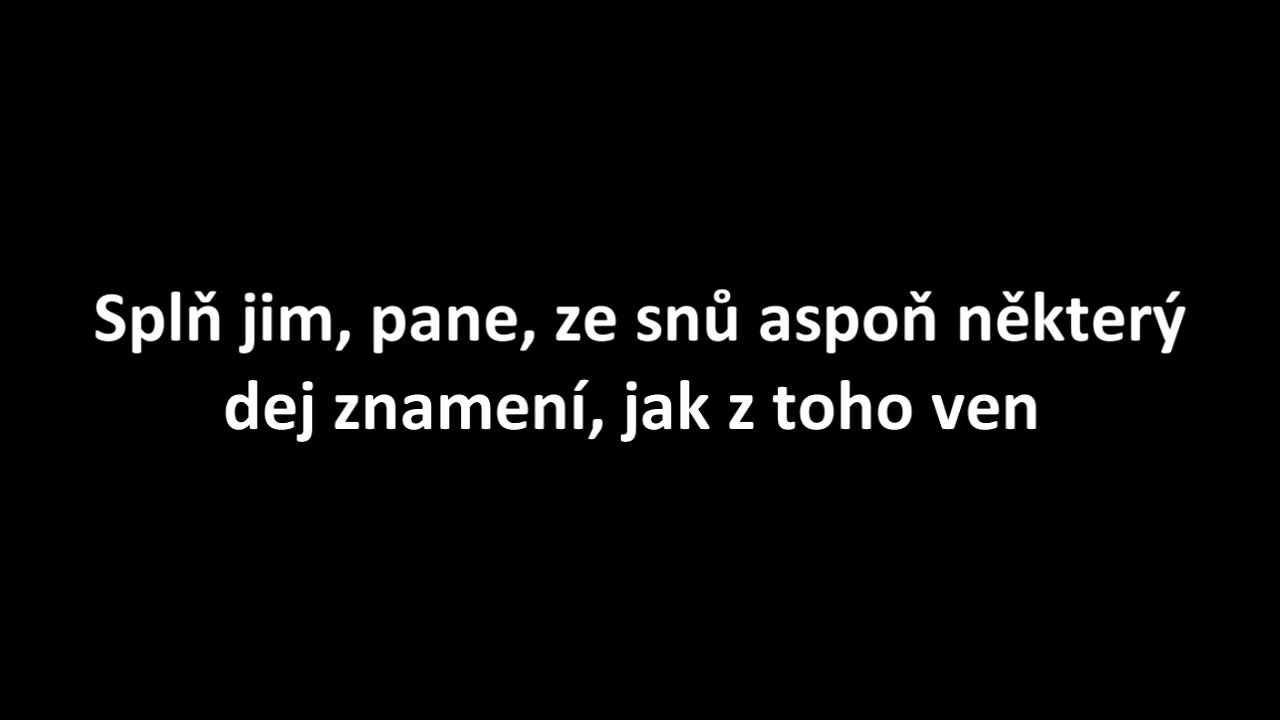 Splň jim, pane, ze snů aspoň některý
dej znamení, jak z toho ven